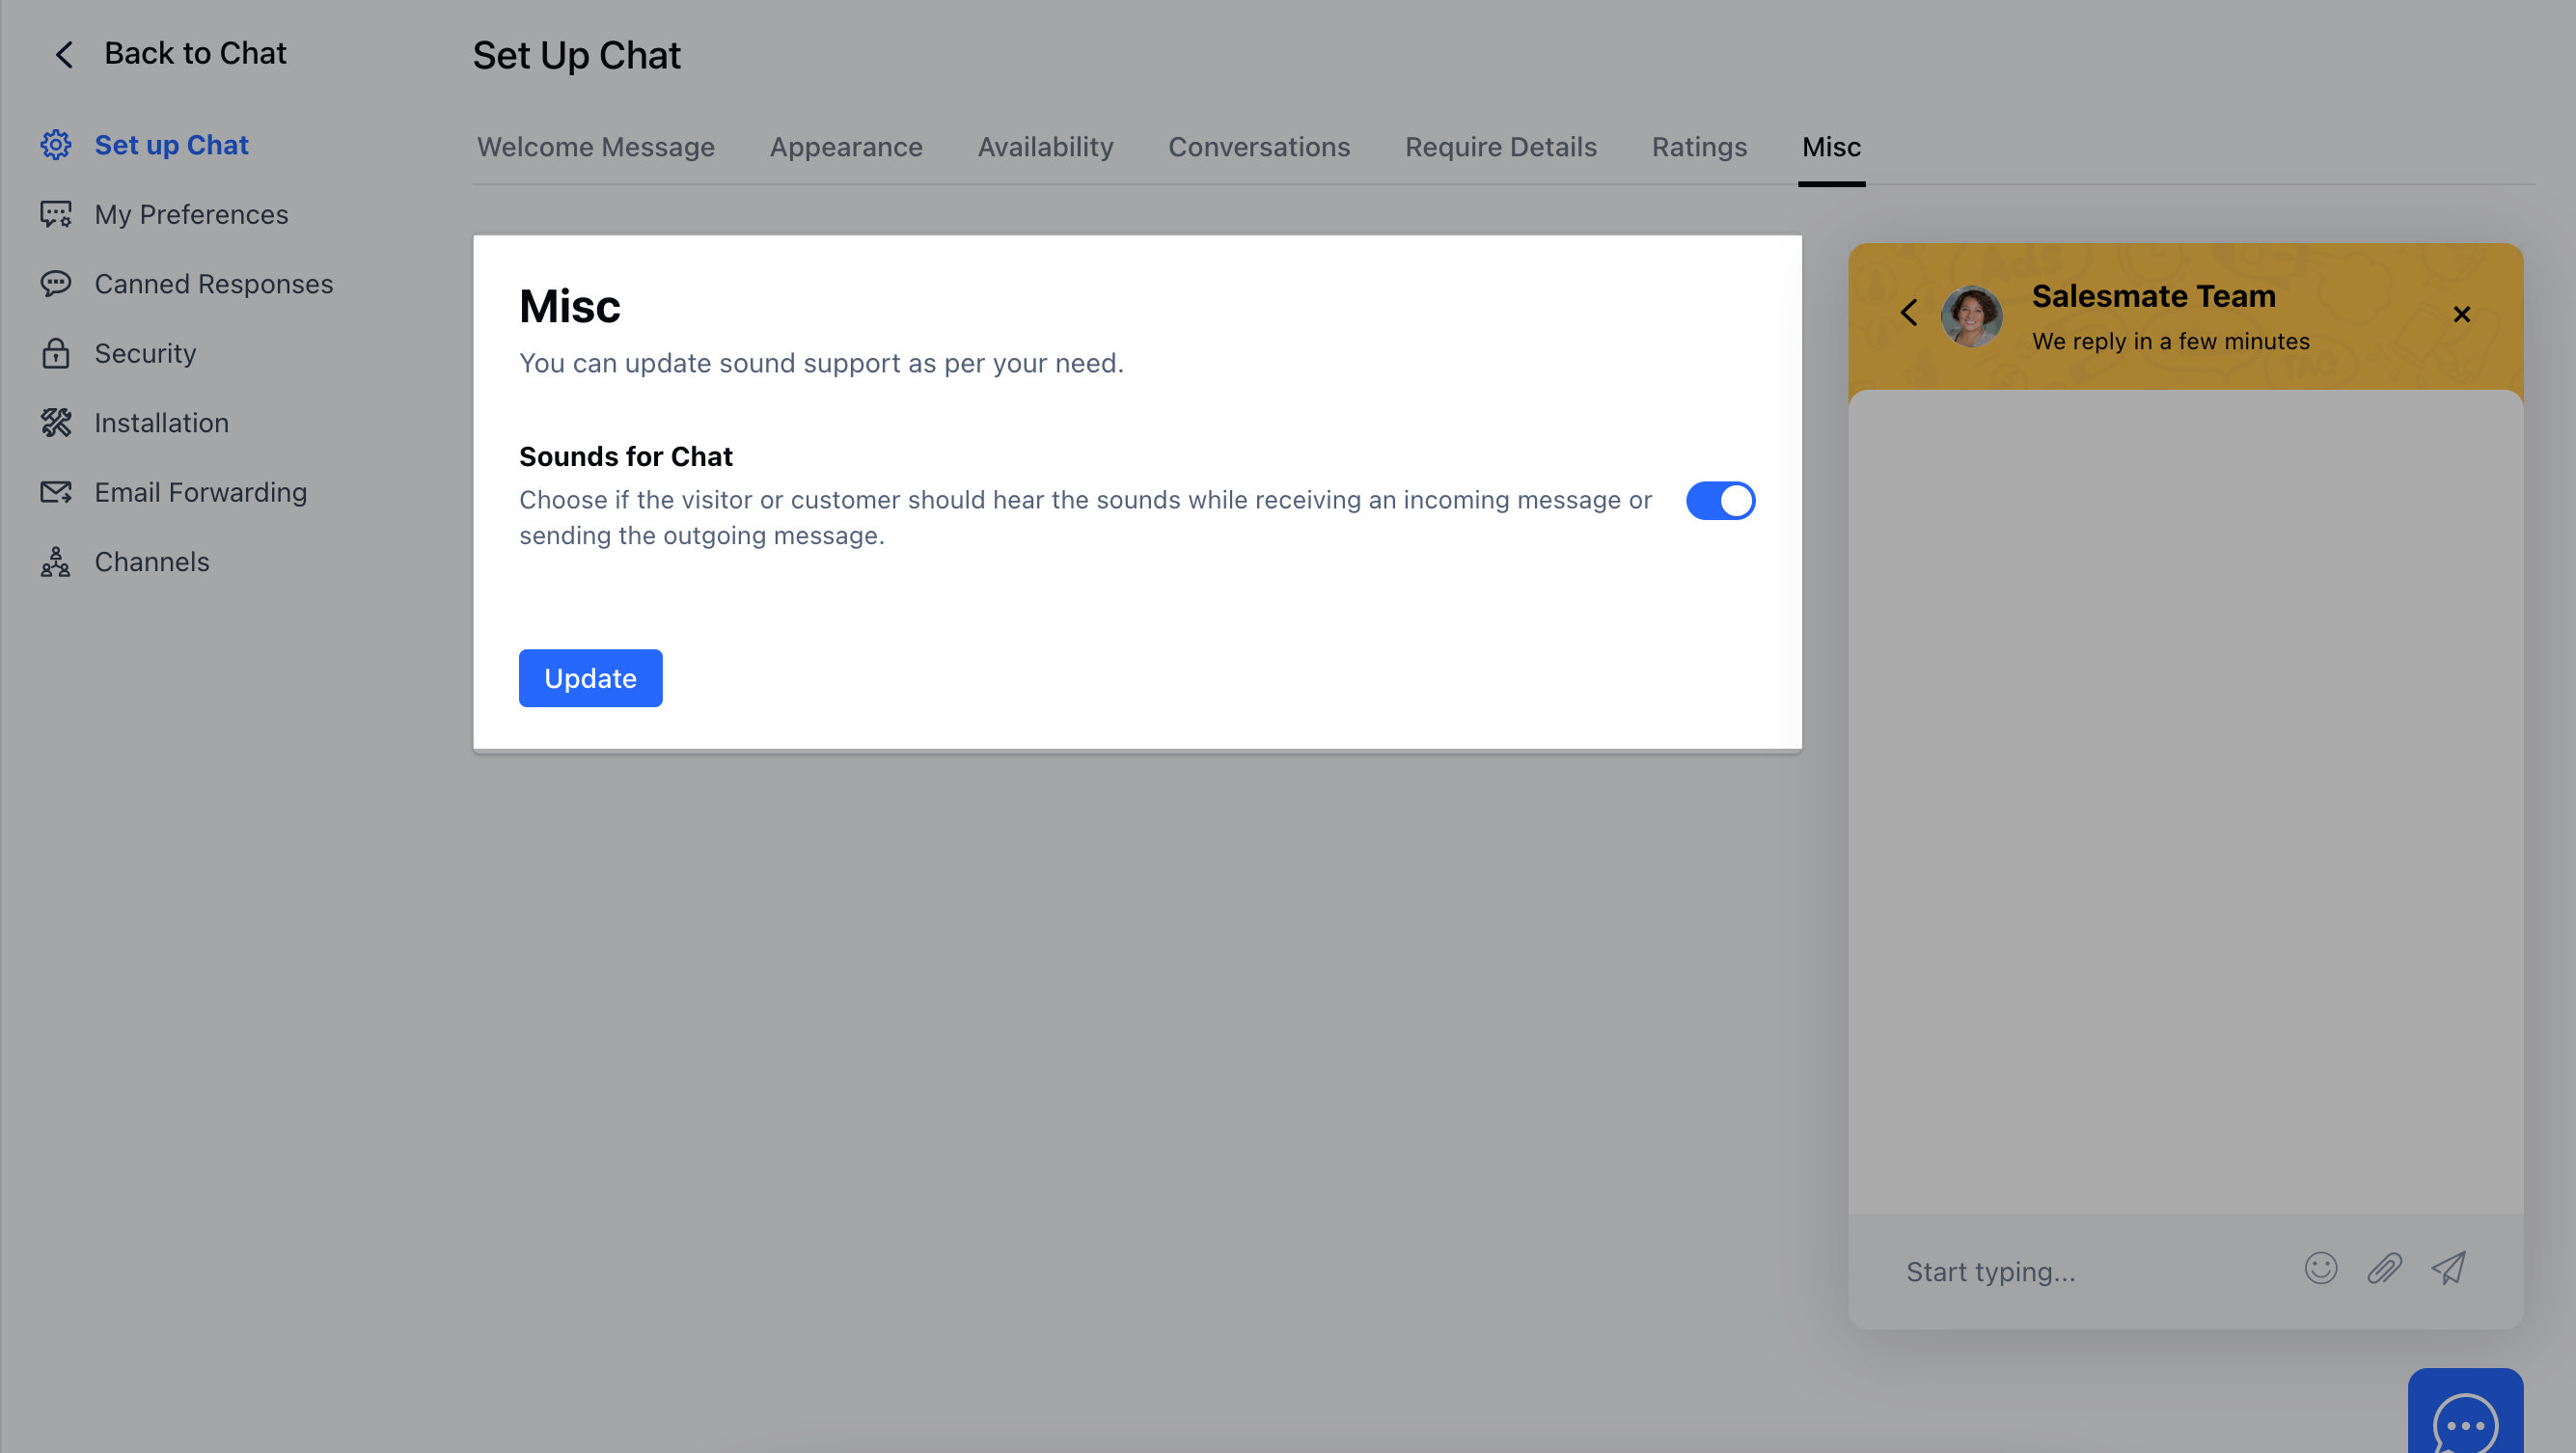 Back to Chat
Set up Chat
My Preferences
Canned Responses
Security
Installation
Email Forwarding
Channels
Set Up Chat
Welcome Message
Appearance
Availability
Conversations
Require Details
Ratings
Misc
Misc
You can update sound support as per your need.
Sounds for Chat
Choose if the visitor or customer should hear the sounds while receiving an incoming message or
sending the outgoing message.
Update
Salesmate Team
We reply in a few minutes
Ads
TAG
Start typing...